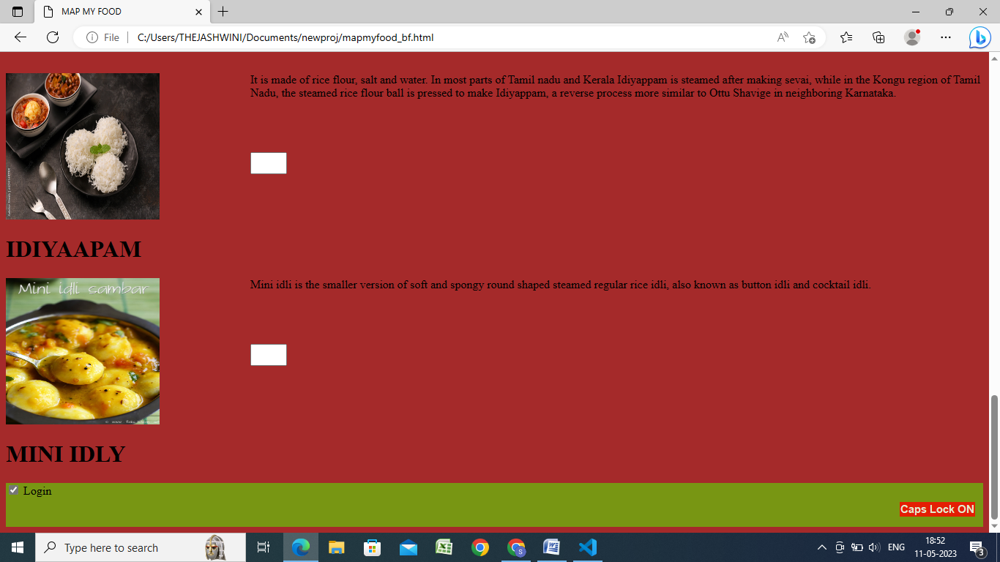 MAP MY FOOD
File
C:/Users/THEJASHWINI/Documents/newproj/mapmyfood_bf.html
It is made of rice flour, salt and water. In most parts of Tamil nadu and Kerala Idiyappam is steamed after making sevai, while in the Kongu region of Tamil
Nadu, the steamed rice flour ball is pressed to make Idiyappam, a reverse process more similar to Ottu Shavige in neighboring Karnataka.
IDIYAAPAM
Mini idli sambar
Mini idli is the smaller version of soft and spongy round shaped steamed regular rice idli, also known as button idli and cocktail idli.
MINI IDLY
Login
Caps Lock ON
Type here to search
ENG
18:52
11-05-2023
3